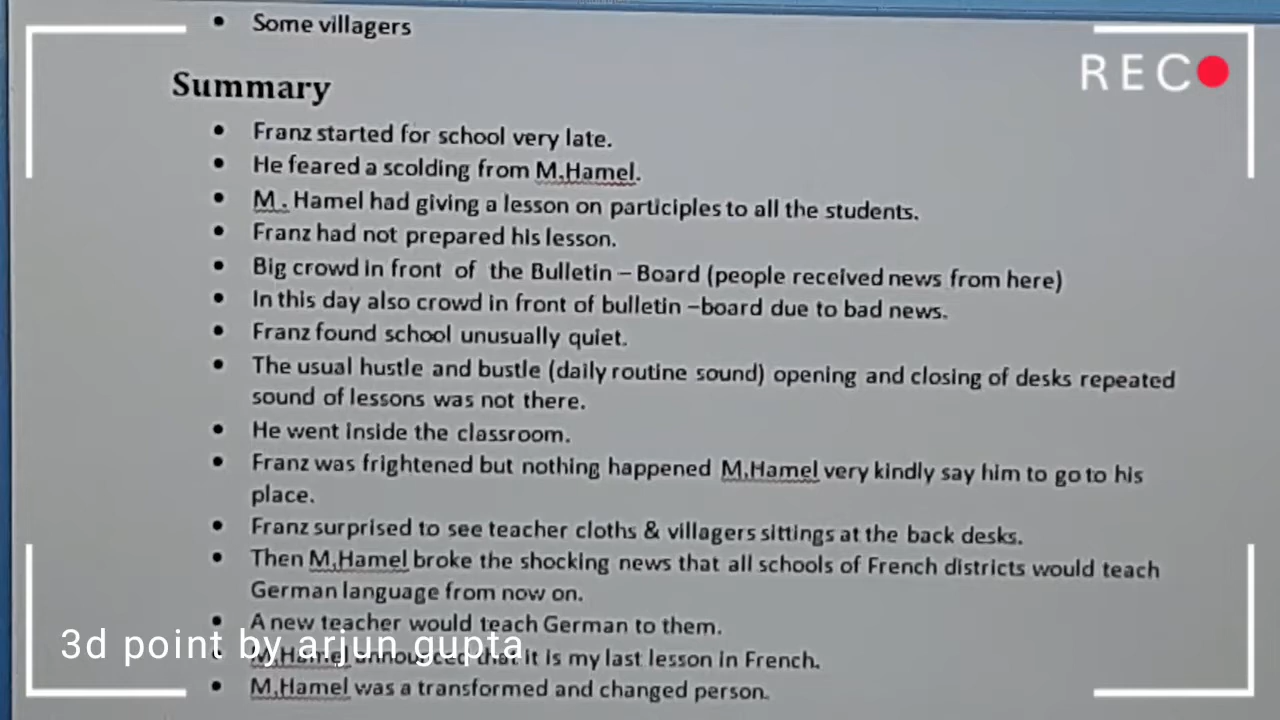 Some villagers
REC
Summary
Franz started for school very late.
He feared a scolding from M.Hamel.
M . Hamel had giving a lesson on participles to all the students.
Franz had not prepared his lesson.
Big crowd in front of the Bulletin – Board (people received news from here)
In this day also crowd in front of bulletin –board due to bad news.
Franz found school unusually quiet.
The usual hustle and bustle (daily routine sound) opening and closing of desks repeated
sound of lessons was not there.
He went inside the classroom.
Franz was frightened but nothing happened M.Hamel very kindly say him to go to his
place.
Franz surprised to see teacher cloths & villagers sittings at the back desks.
Then M.Hamel broke the shocking news that all schools of French districts would teach
German language from now on.
A new teacher would teach German to them.
3d point by arjun gupta
M.Hamel announced that it is my last lesson in French.
M.Hamel was a transformed and changed person.